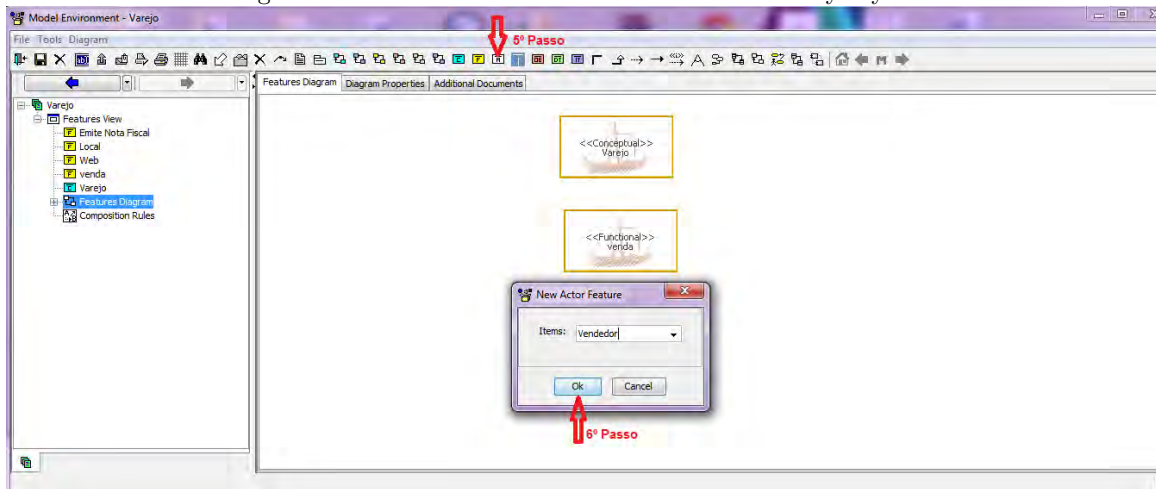 Model Environment - Varejo
File Tools Diagram
5º Passo
Features Diagram
Diagram Properties
Additional Documents
Varejo
Features View
F Emite Nota Fiscal
F Local
F Web
F venda
C Varejo
Features Diagram
Composition Rules
<<Conceptual>>
Varejo
<<Functional>>
venda
New Actor Feature
Items: Vendedor
Ok
Cancel
6º Passo